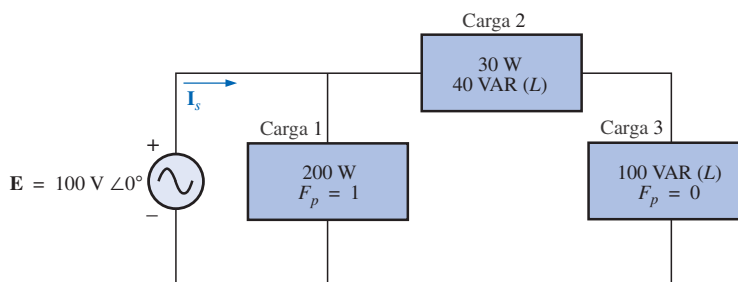 Carga 2
30 W
40 VAR (L)
I_s
Carga 1
Carga 3
+
E = 100 V ∠0°
–
200 W
F_p = 1
100 VAR (L)
F_p = 0